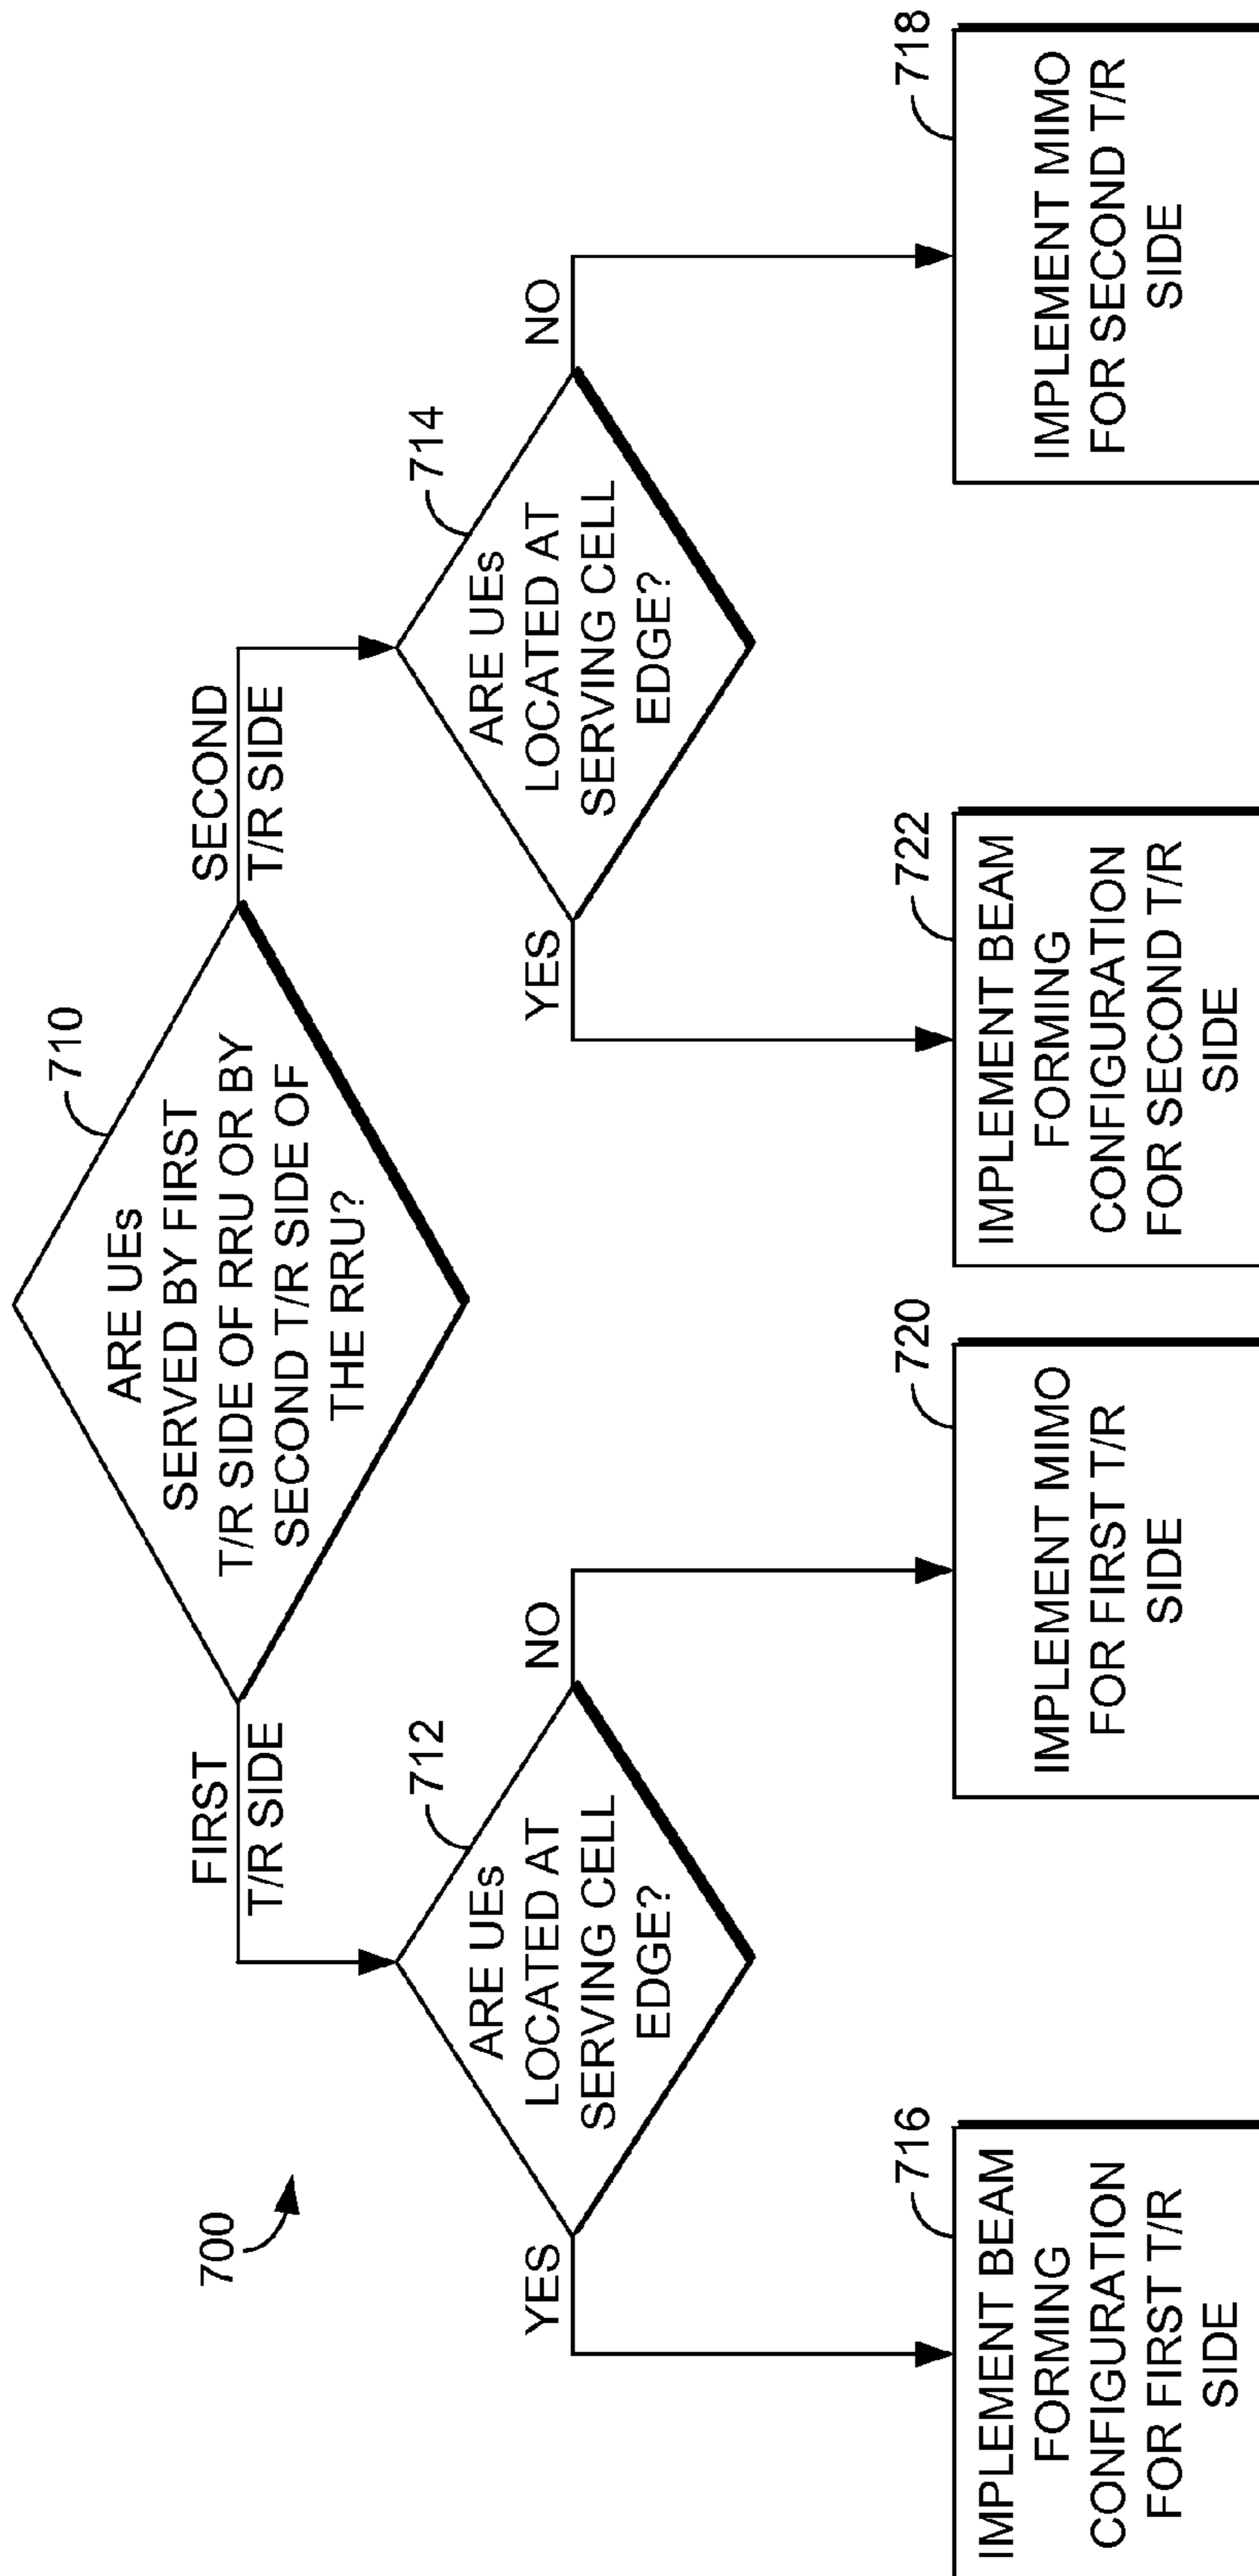 700
710
ARE UEs
SERVED BY FIRST
T/R SIDE OF RRU OR BY
SECOND T/R SIDE OF
THE RRU?
FIRST
T/R SIDE
SECOND
T/R SIDE
712
ARE UEs
LOCATED AT
SERVING CELL
EDGE?
YES
NO
714
ARE UEs
LOCATED AT
SERVING CELL
EDGE?
YES
NO
716
IMPLEMENT BEAM
FORMING
CONFIGURATION
FOR FIRST T/R
SIDE
720
IMPLEMENT MIMO
FOR FIRST T/R
SIDE
722
IMPLEMENT BEAM
FORMING
CONFIGURATION
FOR SECOND T/R
SIDE
718
IMPLEMENT MIMO
FOR SECOND T/R
SIDE